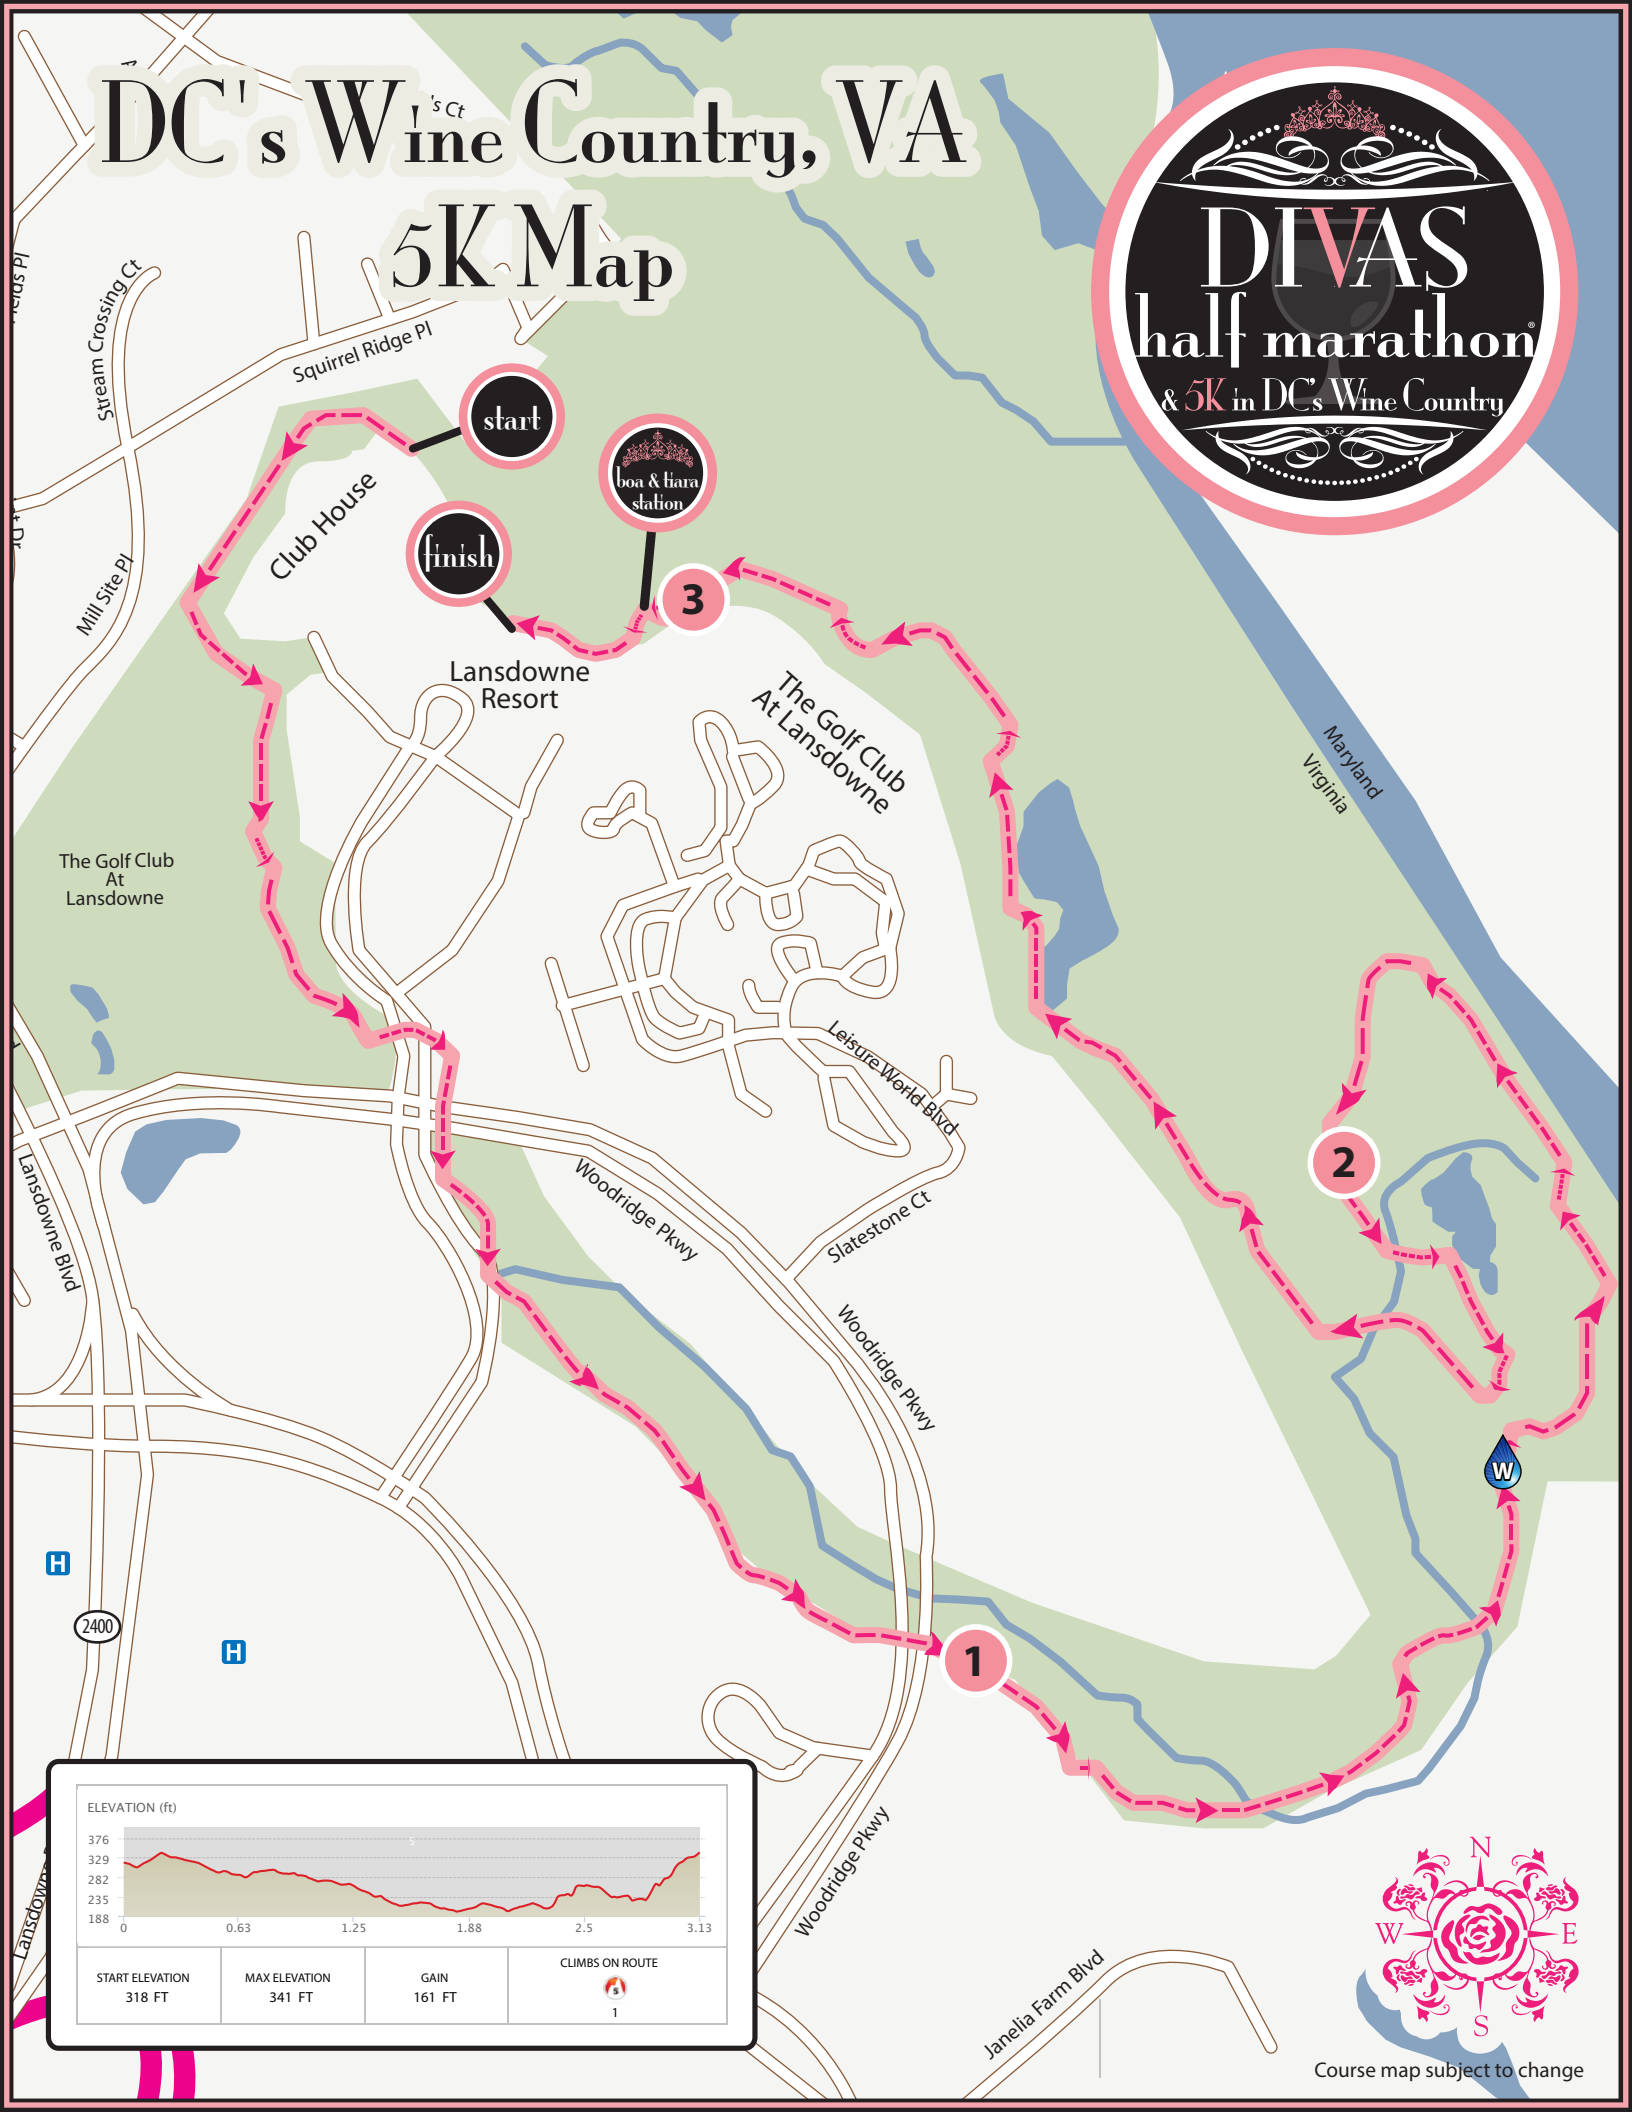 DC's Wine Country, VA
5K Map
's Ct
DIVAS
half marathon®
& 5K in DC's Wine Country
Stream Crossing Ct
Squirrel Ridge Pl
start
boa & tiara
station
finish
Club House
Mill Site Pl
3
Lansdowne
Resort
The Golf Club
At Lansdowne
Maryland
Virginia
The Golf Club
At
Lansdowne
Leisure World Blvd
2
Lansdowne Blvd
Woodridge Pkwy
Slatestone Ct
Woodridge Pkwy
W
H
2400
H
1
Woodridge Pkwy
Lansdowne
Janelia Farm Blvd
ELEVATION (ft)
376
329
282
235
188
5
0
0.63
1.25
1.88
2.5
3.13
START ELEVATION
318 FT
MAX ELEVATION
341 FT
GAIN
161 FT
CLIMBS ON ROUTE
5
1
N
W
E
S
Course map subject to change